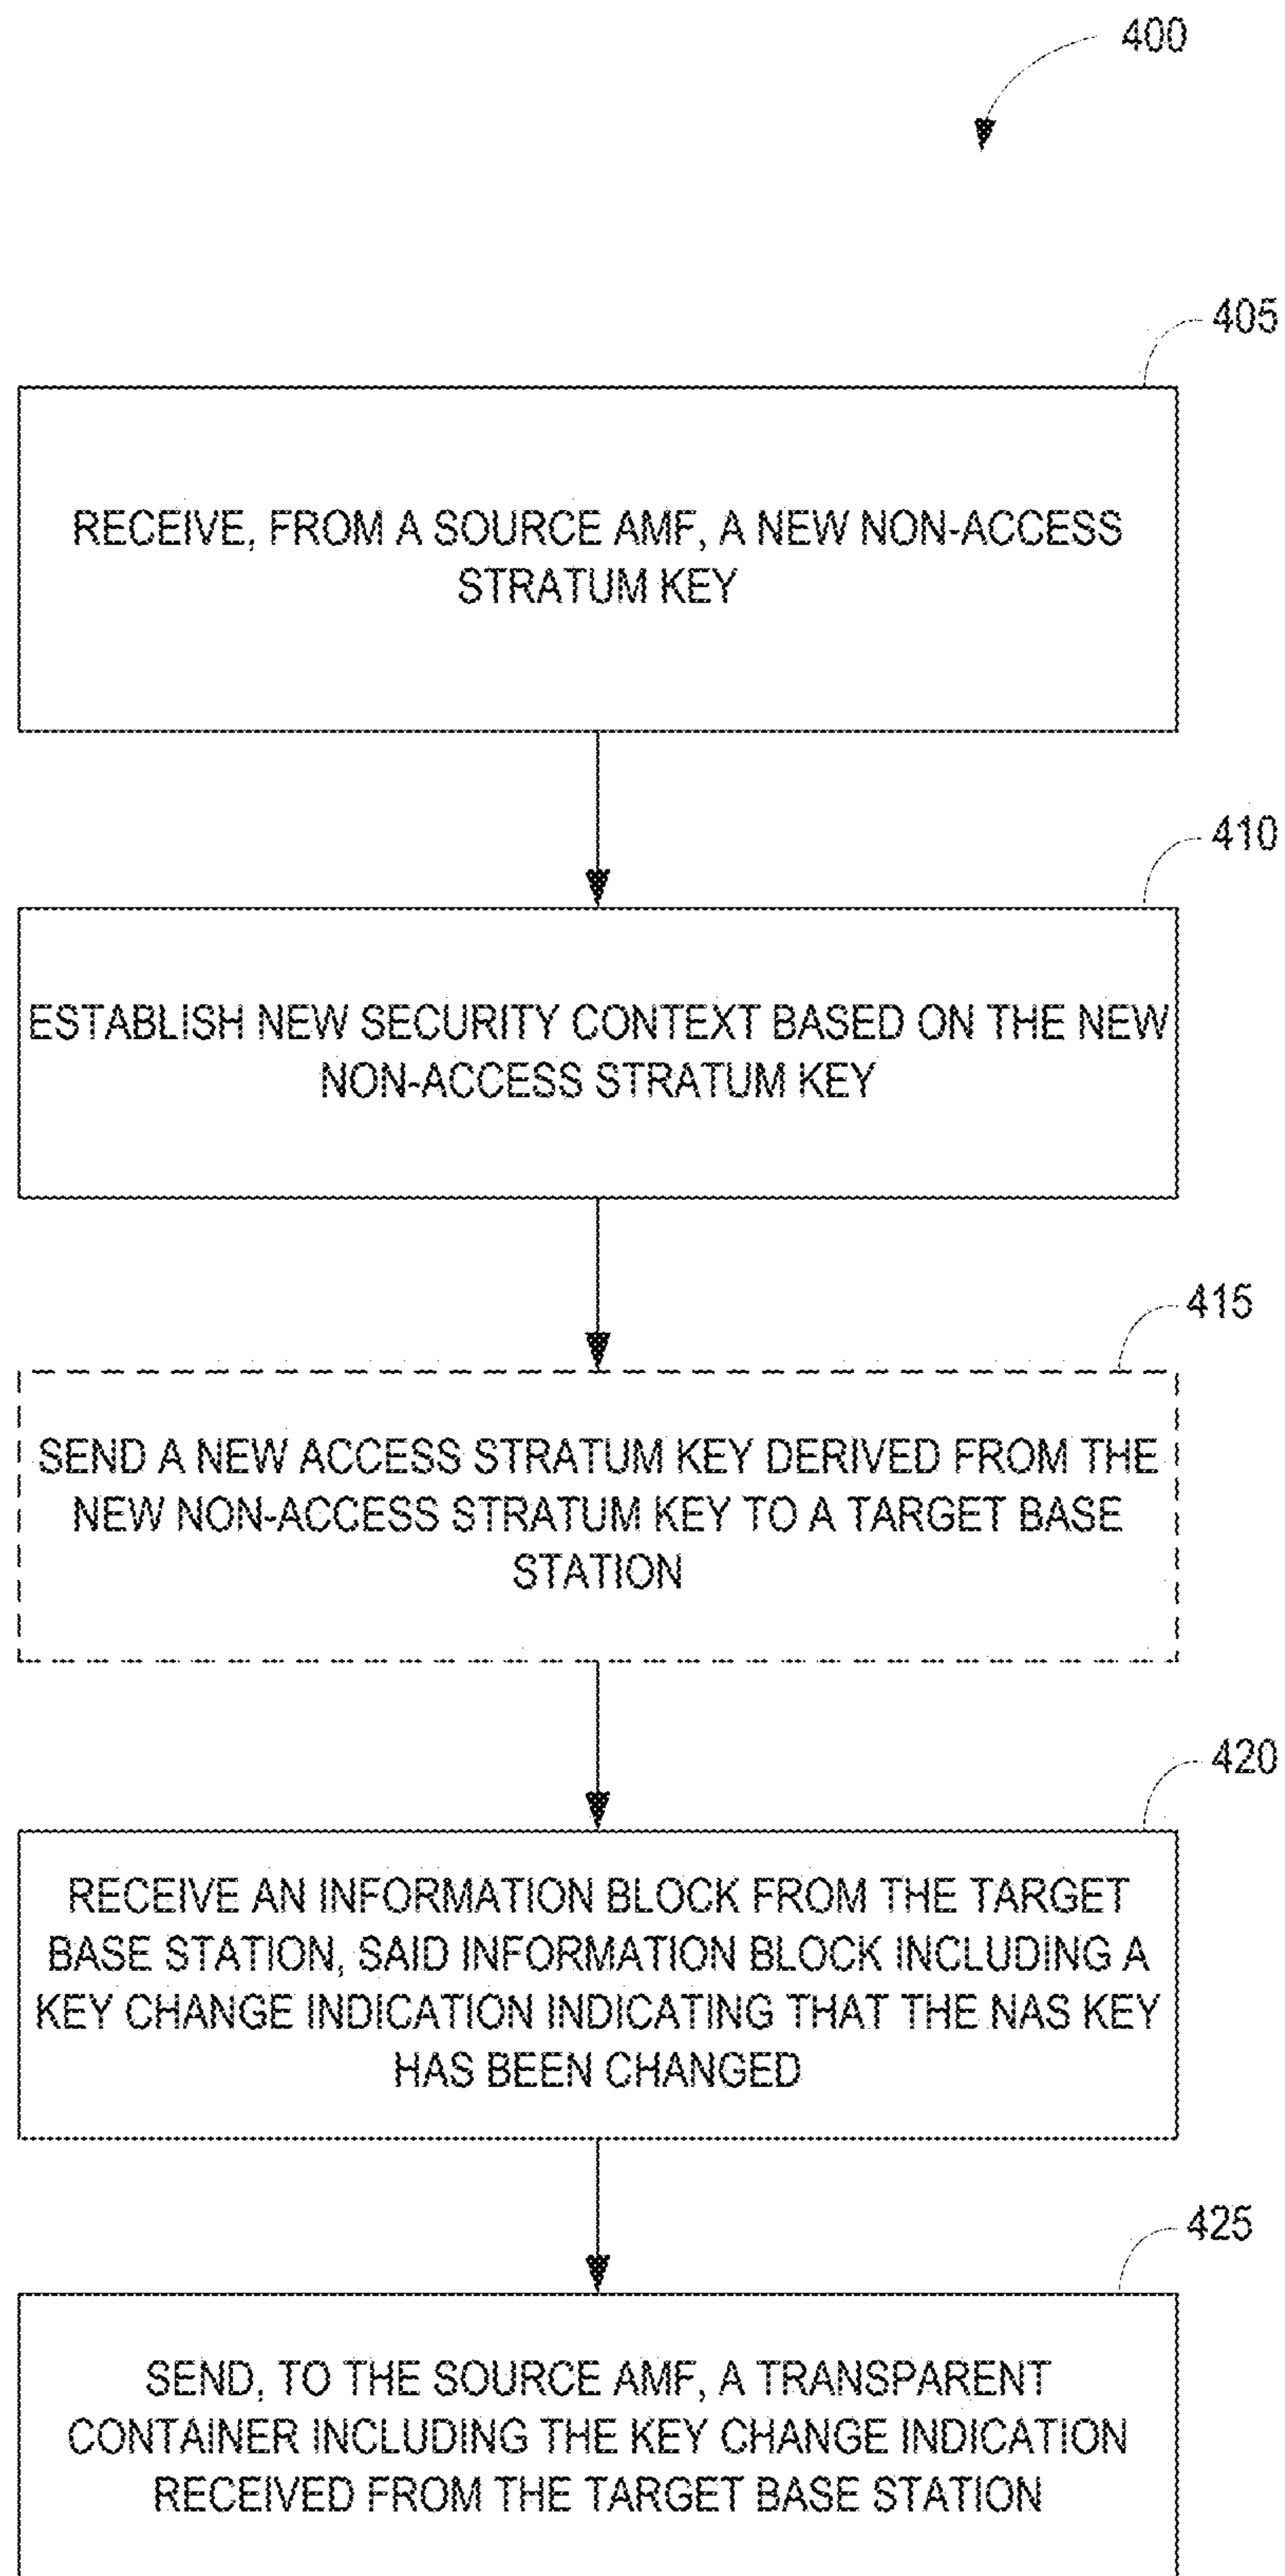 400
405
RECEIVE, FROM A SOURCE AMF, A NEW NON-ACCESS
STRATUM KEY
410
ESTABLISH NEW SECURITY CONTEXT BASED ON THE NEW
NON-ACCESS STRATUM KEY
415
SEND A NEW ACCESS STRATUM KEY DERIVED FROM THE
NEW NON-ACCESS STRATUM KEY TO A TARGET BASE
STATION
420
RECEIVE AN INFORMATION BLOCK FROM THE TARGET
BASE STATION, SAID INFORMATION BLOCK INCLUDING A
KEY CHANGE INDICATION INDICATING THAT THE NAS KEY
HAS BEEN CHANGED
425
SEND, TO THE SOURCE AMF, A TRANSPARENT
CONTAINER INCLUDING THE KEY CHANGE INDICATION
RECEIVED FROM THE TARGET BASE STATION